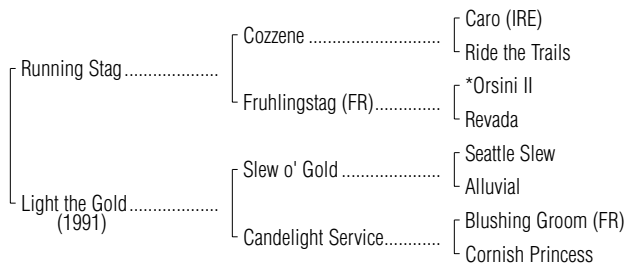 Caro (IRE)
Cozzene ..............................
Ride the Trails
Running Stag.....................
*Orsini II
Fruhlingstag (FR)...............
Revada
Seattle Slew
Slew o' Gold ......................
Alluvial
Light the Gold....................
(1991)
Blushing Groom (FR)
Candelight Service............
Cornish Princess